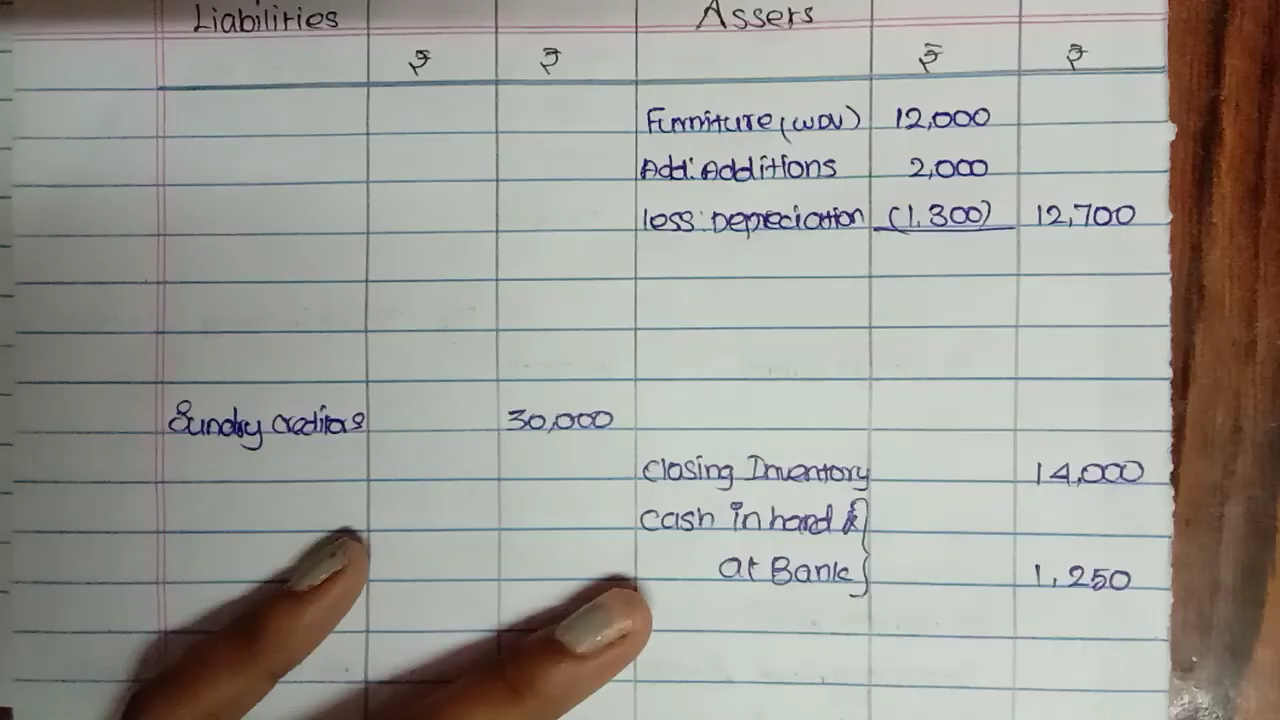 Liabilities Assers
₹ ₹ ₹ ₹
Furniture (WDV) 12,000
Add: Additions 2,000
less: Depreciation (1,300) 12,700
Sundry creditors 30,000
Closing Inventory 14,000
Cash in hand &
at Bank 1,250